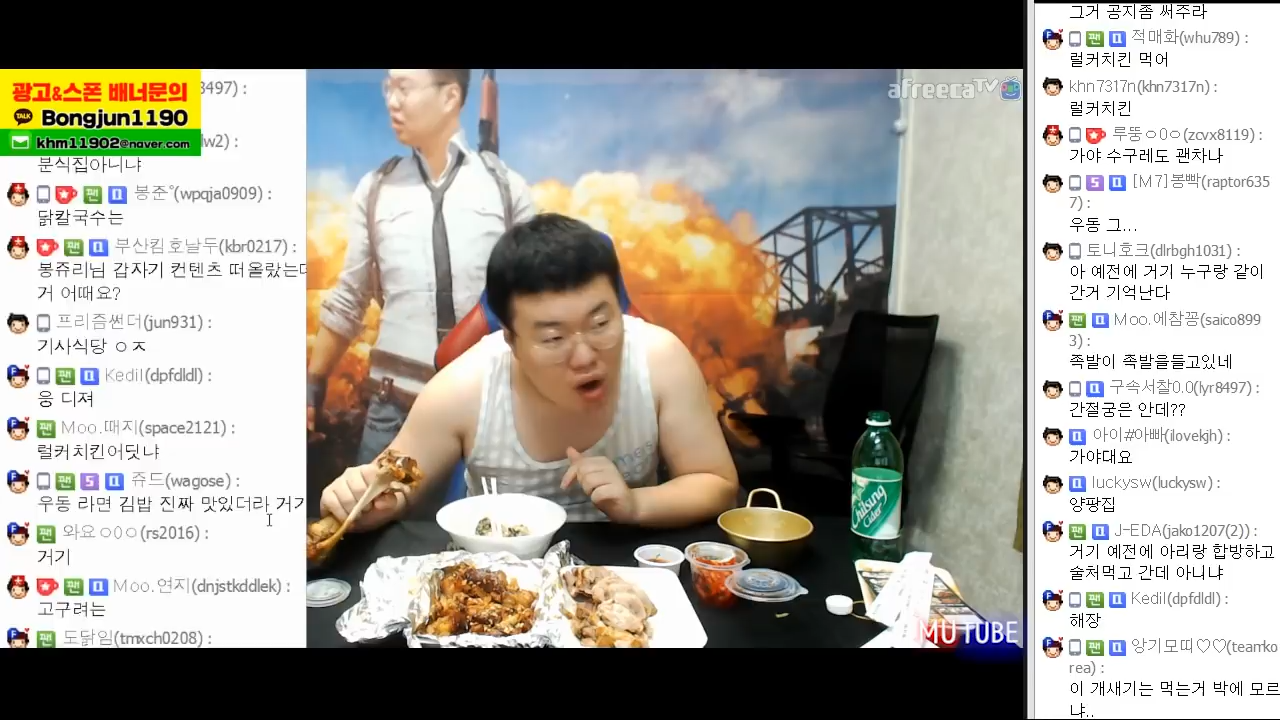 광고&스폰 배너문의
TALK Bongjun1190
khm11902@naver.com
8497) :
lw2) :
분식집아니냐
봉준°(wpqja0909) :
닭칼국수는
부산킴호날두(kbr0217) :
봉쥬리님 갑자기 컨텐츠 떠올랐는데
거 어때요?
프리즘썬더(jun931) :
기사식당 ㅇㅈ
Kedil(dpfdldl) :
웅 디져
Moo.때지(space2121) :
럴커치킨어딧냐
쥬드(wagose) :
우동 라면 김밥 진짜 맛있더라 거기
와요ㅇ0ㅇ(rs2016) :
거기
Moo.연지(dnjstkddlek) :
고구려는
도닭임(tmxch0208) :
afreecaTV
Chilsung
Cider
MUTUBE
그거 공지좀 써주라
적매화(whu789) :
럴커치킨 먹어
khn7317n(khn7317n) :
럴커치킨
루뚱ㅇ0ㅇ(zcvx8119) :
가야 수구레도 괜차나
[M7]봉빡(raptor635
7) :
우동 그...
토니호크(dlrbgh1031) :
아 예전에 거기 누구랑 같이
간거 기억난다
Moo.에참꽁(saico899
3) :
족발이 족발을들고있네
구속서찰0.0(lyr8497) :
간절궁은 안데??
아이#아빠(ilovekjh) :
가야대요
luckysw(luckysw) :
양팡집
J-EDA(jako1207(2)) :
거기 예전에 아리랑 합방하고
술처먹고 간대 아니냐
Kedil(dpfdldl) :
해장
앙기모띠♡♡(tearrko
rea) :
이 개새기는 먹는거 박에 모르
냐..